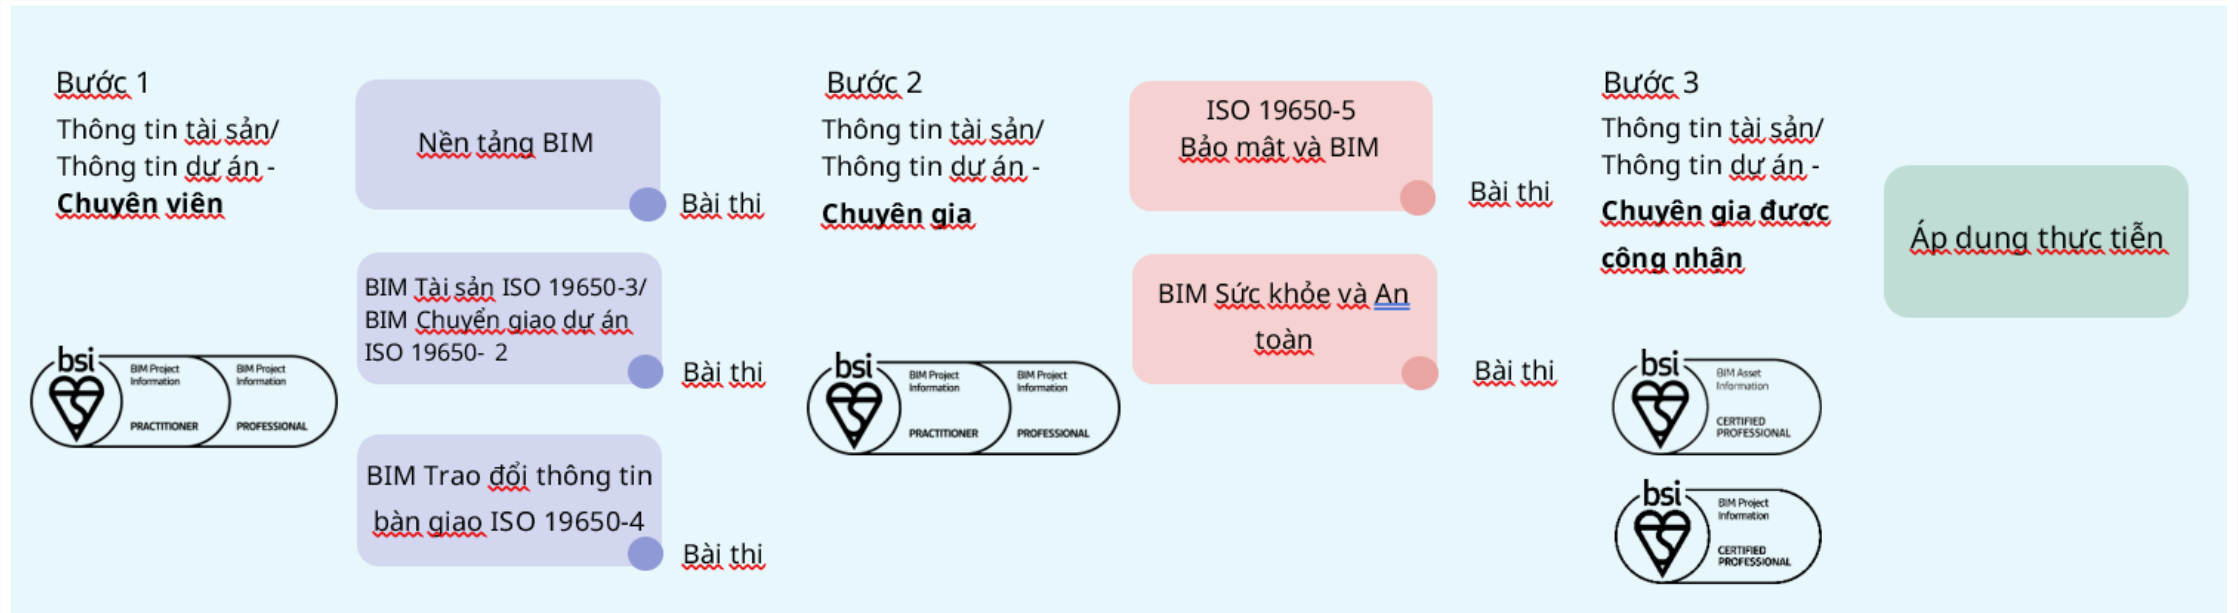 Bước 1
Thông tin tài sản/
Thông tin dự án -
Chuyên viên
Nền tảng BIM
Bài thi
BIM Tài sản ISO 19650-3/
BIM Chuyển giao dự án
ISO 19650- 2
Bài thi
BIM Trao đổi thông tin
bàn giao ISO 19650-4
Bài thi
bsi
BIM Project
Information
PRACTITIONER
BIM Project
Information
PROFESSIONAL
Bước 2
Thông tin tài sản/
Thông tin dự án -
Chuyên gia
ISO 19650-5
Bảo mật và BIM
Bài thi
BIM Sức khỏe và An
toàn
Bài thi
bsi
BIM Project
Information
PRACTITIONER
BIM Project
Information
PROFESSIONAL
Bước 3
Thông tin tài sản/
Thông tin dự án -
Chuyên gia được
công nhận
Áp dụng thực tiễn
bsi
BIM Asset
Information
CERTIFIED
PROFESSIONAL
bsi
BIM Project
Information
CERTIFIED
PROFESSIONAL